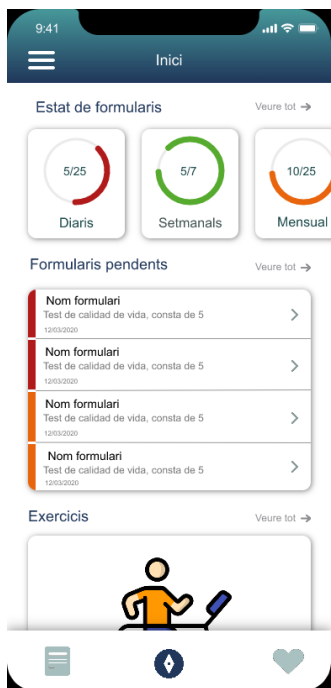 9:41
Inici
Estat de formularis
Veure tot
5/25
5/7
10/25
Diaris
Setmanals
Mensual
Formularis pendents
Veure tot
Nom formulari
Test de calidad de vida, consta de 5
12/03/2020
Nom formulari
Test de calidad de vida, consta de 5
12/03/2020
Nom formulari
Test de calidad de vida, consta de 5
12/03/2020
Nom formulari
Test de calidad de vida, consta de 5
12/03/2020
Exercicis
Veure tot